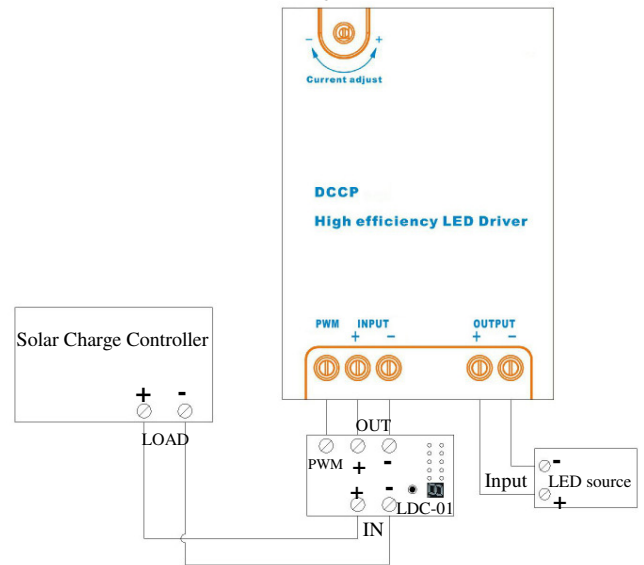 - +
Current adjust
DCCP
High efficiency LED Driver
PWM INPUT OUTPUT
+ - + -
Solar Charge Controller
+ -
LOAD
OUT
PWM + -
+ -
LDC-01
IN
Input
-
LED source
+